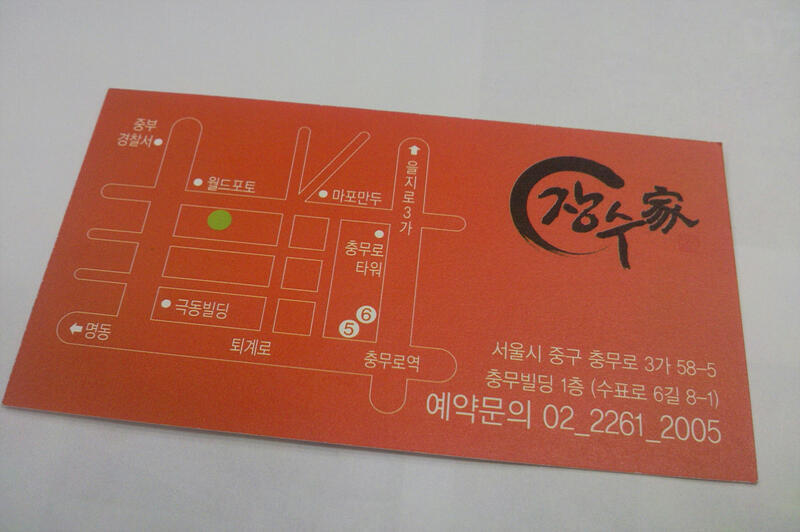 중부
경찰서
월드포토
마포만두
을지로3가
충무로
타워
극동빌딩
6
5
명동
퇴계로
충무로역
장수家
서울시 중구 충무로 3가 58-5
충무빌딩 1층 (수표로 6길 8-1)
예약문의 02_2261_2005